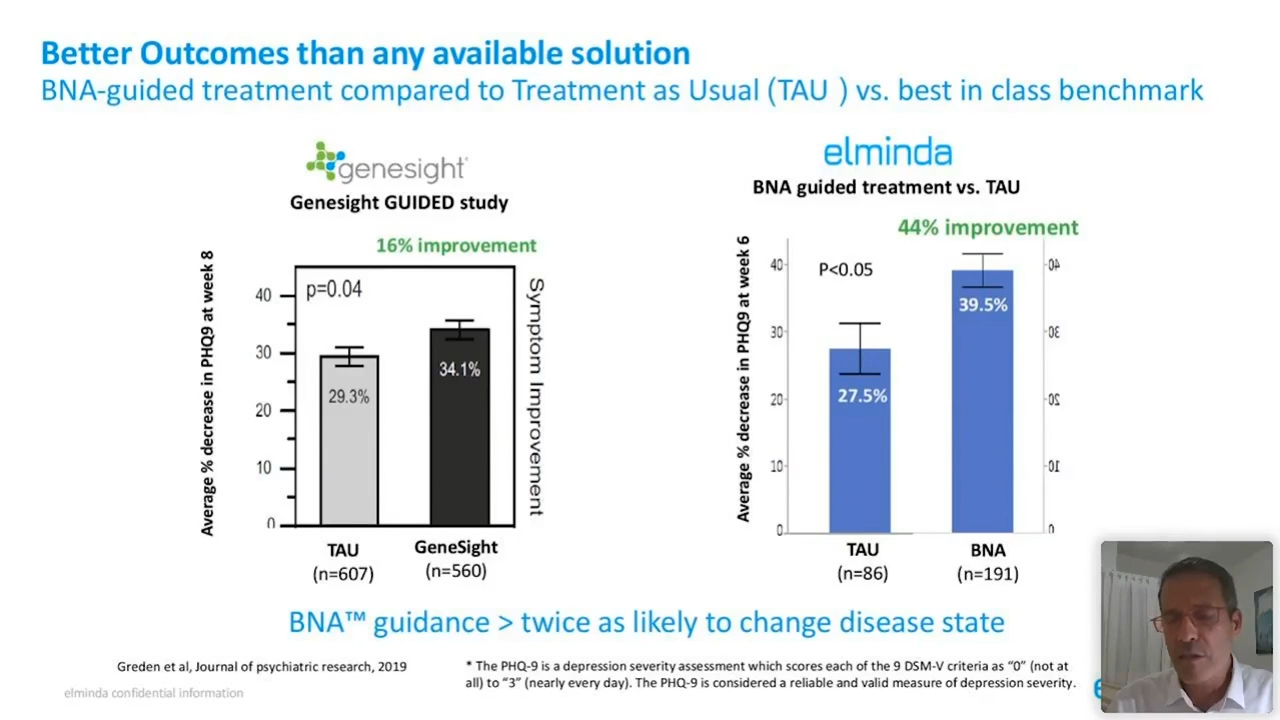 Better Outcomes than any available solution
BNA-guided treatment compared to Treatment as Usual (TAU ) vs. best in class benchmark
genesight
Genesight GUIDED study
16% improvement
Average % decrease in PHQ9 at week 8
p=0.04
40
30
20
10
0
29.3%
34.1%
Symptom Improvement
TAU
(n=607)
GeneSight
(n=560)
elminda
BNA guided treatment vs. TAU
44% improvement
Average % decrease in PHQ9 at week 6
P<0.05
40
30
20
10
0
27.5%
39.5%
40
30
20
10
0
TAU
(n=86)
BNA
(n=191)
BNA™ guidance > twice as likely to change disease state
Greden et al, Journal of psychiatric research, 2019
* The PHQ-9 is a depression severity assessment which scores each of the 9 DSM-V criteria as “0” (not at
all) to “3” (nearly every day). The PHQ-9 is considered a reliable and valid measure of depression severity.
elminda confidential information